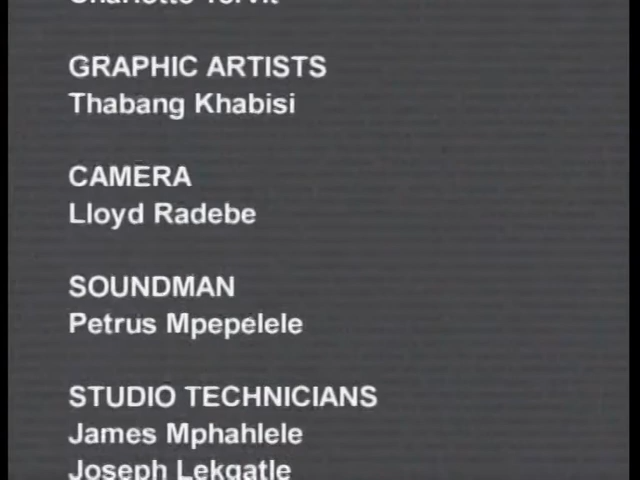 GRAPHIC ARTISTS
Thabang Khabisi
CAMERA
Lloyd Radebe
SOUNDMAN
Petrus Mpepelele
STUDIO TECHNICIANS
James Mphahlele
Joseph Lekgatle